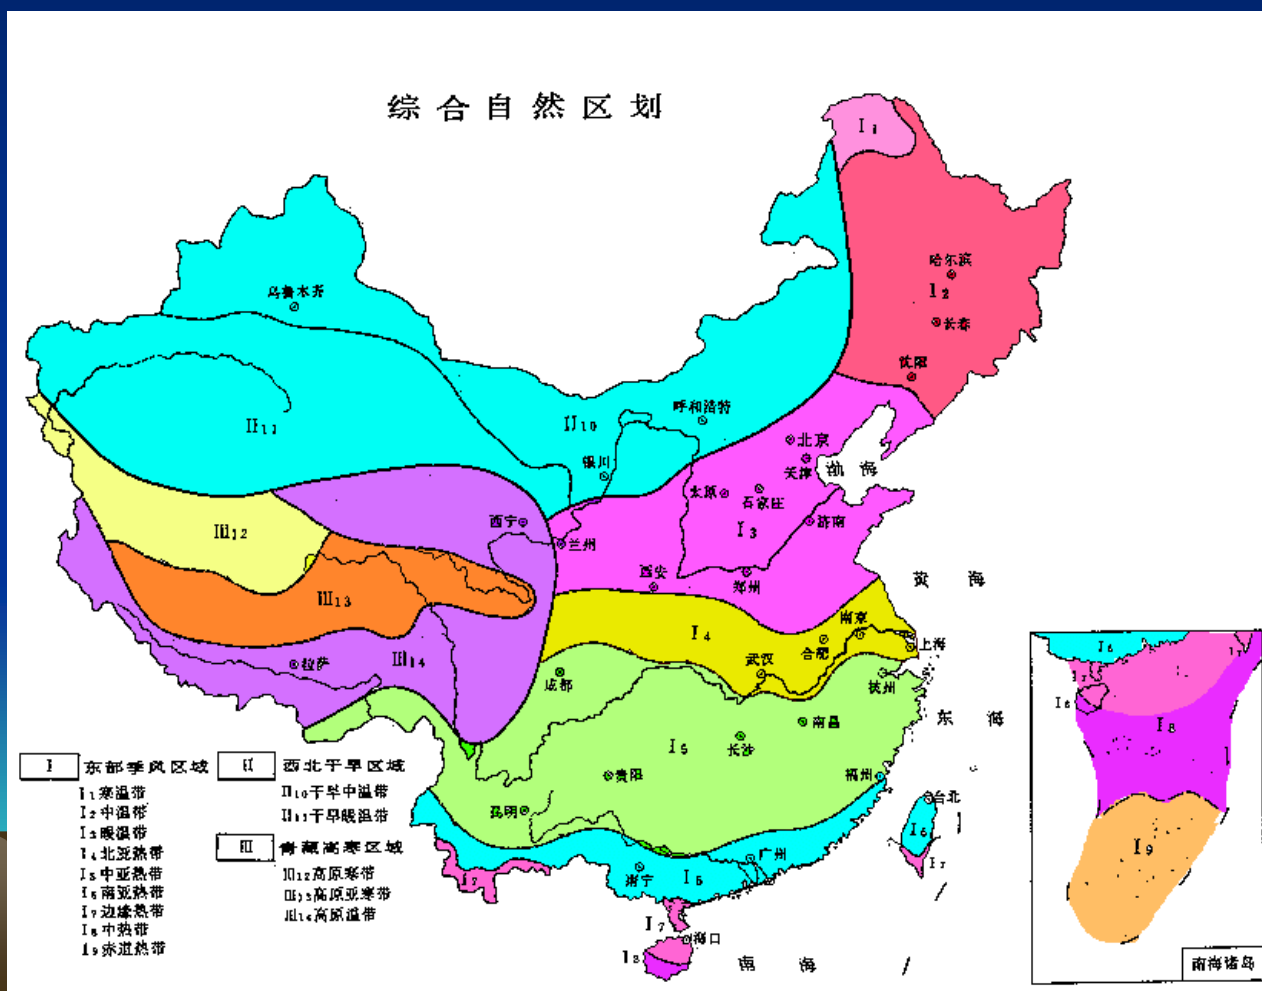 综合自然区划
I₁
哈尔滨
I₂
乌鲁木齐
长春
沈阳
呼和浩特
II₁₁
II₁₀
北京
银川
天津
渤海
太原
石家庄
西宁
济南
III₁₂
I₃
兰州
西安
郑州
黄海
III₁₃
南京
I₄
合肥
上海
III₁₄
拉萨
武汉
成都
杭州
南昌
东海
I₅
长沙
贵阳
福州
台北
昆明
I₆
广州
I₇
I₇
南宁
I₆
I₇
海口
I₈
南海
I 东部季风区域
I₁寒温带
I₂中温带
I₃暖温带
I₄北亚热带
I₅中亚热带
I₆南亚热带
I₇边缘热带
I₈中热带
I₉赤道热带
II 西北干旱区域
II₁₀干旱中温带
II₁₁干旱暖温带
III 青藏高寒区域
III₁₂高原寒带
III₁₃高原亚寒带
III₁₄高原温带
I₆
I₇
I₇
I₈
I₈
I₉
南海诸岛